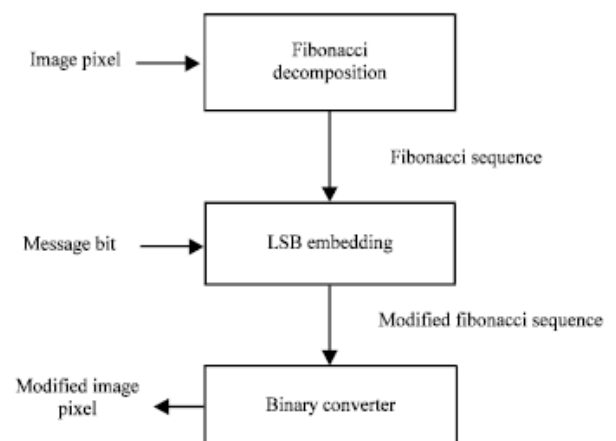 Image pixel
Fibonacci
decomposition
Fibonacci sequence
Message bit
LSB embedding
Modified fibonacci sequence
Modified image
pixel
Binary converter